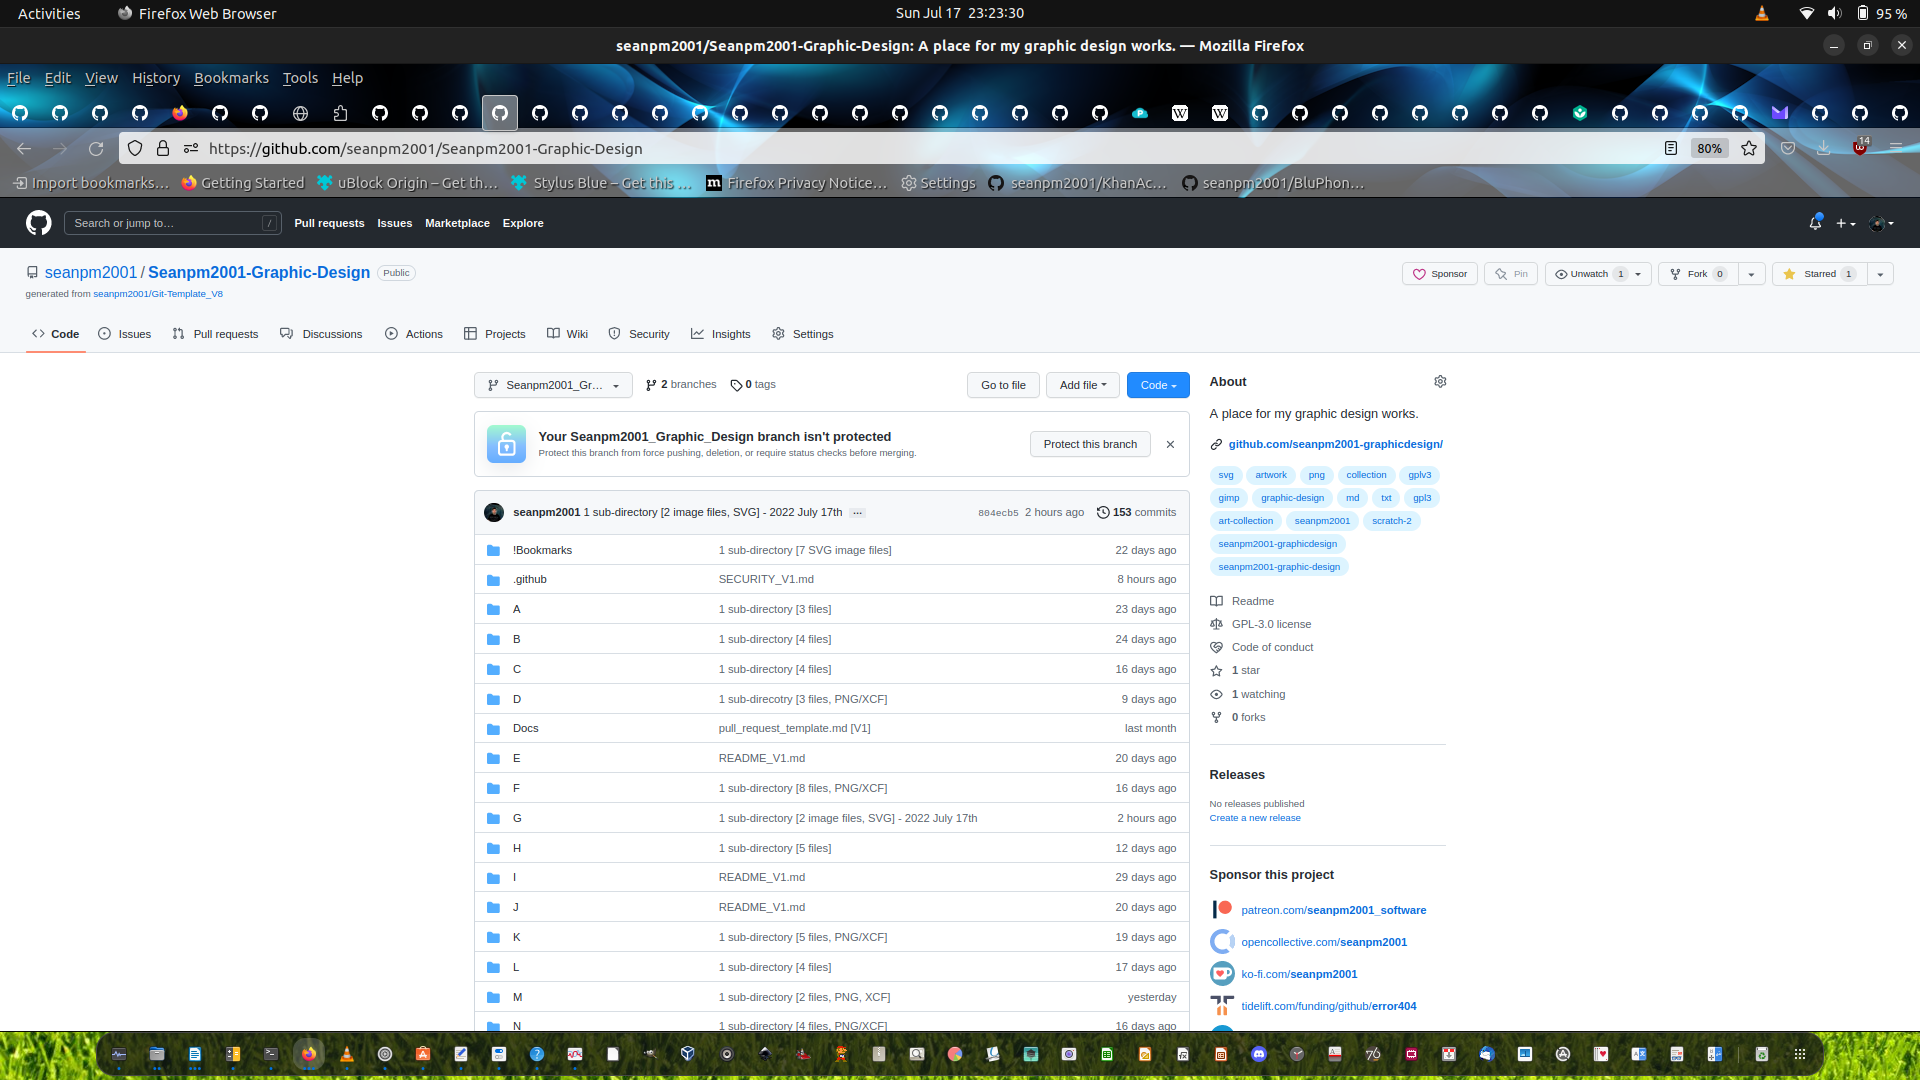 Activities
Firefox Web Browser
Sun Jul 17 23:23:30
95 %
seanpm2001/Seanpm2001-Graphic-Design: A place for my graphic design works. — Mozilla Firefox
File Edit View History Bookmarks Tools Help
https://github.com/seanpm2001/Seanpm2001-Graphic-Design
80%
14
Import bookmarks… Getting Started uBlock Origin – Get th… Stylus Blue – Get this … Firefox Privacy Notice… Settings seanpm2001/KhanAc… seanpm2001/BluPhon…
Search or jump to… /
Pull requests Issues Marketplace Explore
seanpm2001 / Seanpm2001-Graphic-Design Public
generated from seanpm2001/Git-Template_V8
Sponsor Pin Unwatch 1 Fork 0 Starred 1
Code Issues Pull requests Discussions Actions Projects Wiki Security Insights Settings
Seanpm2001_Gr… 2 branches 0 tags
Go to file Add file Code
Your Seanpm2001_Graphic_Design branch isn't protected
Protect this branch from force pushing, deletion, or require status checks before merging.
Protect this branch
seanpm2001 1 sub-directory [2 image files, SVG] - 2022 July 17th … 804ecb5 2 hours ago 153 commits
!Bookmarks 1 sub-directory [7 SVG image files] 22 days ago
.github SECURITY_V1.md 8 hours ago
A 1 sub-directory [3 files] 23 days ago
B 1 sub-directory [4 files] 24 days ago
C 1 sub-directory [4 files] 16 days ago
D 1 sub-direcotry [3 files, PNG/XCF] 9 days ago
Docs pull_request_template.md [V1] last month
E README_V1.md 20 days ago
F 1 sub-directory [8 files, PNG/XCF] 16 days ago
G 1 sub-directory [2 image files, SVG] - 2022 July 17th 2 hours ago
H 1 sub-directory [5 files] 12 days ago
I README_V1.md 29 days ago
J README_V1.md 20 days ago
K 1 sub-directory [5 files, PNG/XCF] 19 days ago
L 1 sub-directory [4 files] 17 days ago
M 1 sub-directory [2 files, PNG, XCF] yesterday
N 1 sub-directory [4 files, PNG/XCF] 16 days ago
About
A place for my graphic design works.
github.com/seanpm2001-graphicdesign/
svg artwork png collection gplv3
gimp graphic-design md txt gpl3
art-collection seanpm2001 scratch-2
seanpm2001-graphicdesign
seanpm2001-graphic-design
Readme
GPL-3.0 license
Code of conduct
1 star
1 watching
0 forks
Releases
No releases published
Create a new release
Sponsor this project
patreon.com/seanpm2001_software
opencollective.com/seanpm2001
ko-fi.com/seanpm2001
tidelift.com/funding/github/error404